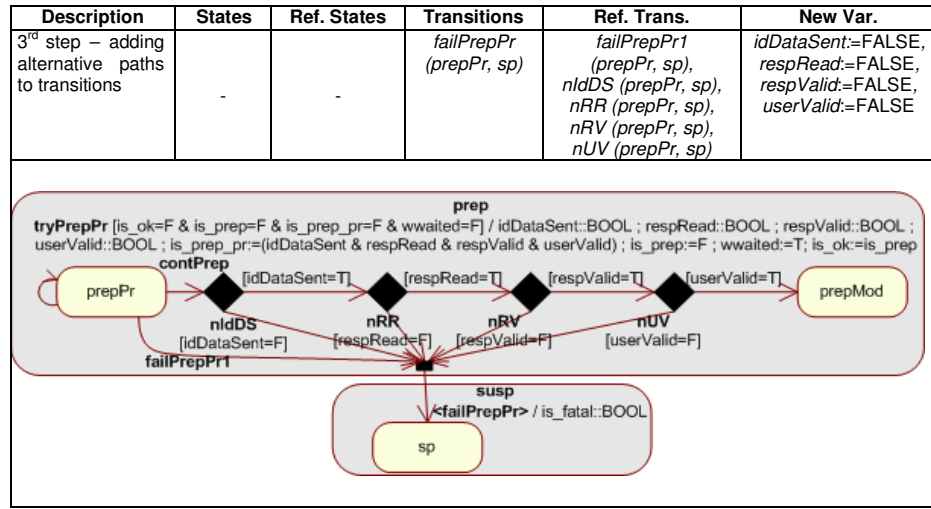 Description States Ref. States Transitions Ref. Trans. New Var.
3rd step – adding
alternative paths
to transitions
-
-
failPrepPr
(prepPr, sp)
failPrepPr1
(prepPr, sp),
nIdDS (prepPr, sp),
nRR (prepPr, sp),
nRV (prepPr, sp),
nUV (prepPr, sp)
idDataSent:=FALSE,
respRead:=FALSE,
respValid:=FALSE,
userValid:=FALSE
prep
tryPrepPr [is_ok=F & is_prep=F & is_prep_pr=F & wwaited=F] / idDataSent::BOOL ; respRead::BOOL ; respValid::BOOL ;
userValid::BOOL ; is_prep_pr:=(idDataSent & respRead & respValid & userValid) ; is_prep:=F ; wwaited:=T; is_ok:=is_prep
contPrep
[idDataSent=T] [respRead=T] [respValid=T] [userValid=T]
prepPr prepMod
nIdDS nRR nRV nUV
[idDataSent=F] [respRead=F] [respValid=F] [userValid=F]
failPrepPr1
susp
<failPrepPr> / is_fatal::BOOL
sp